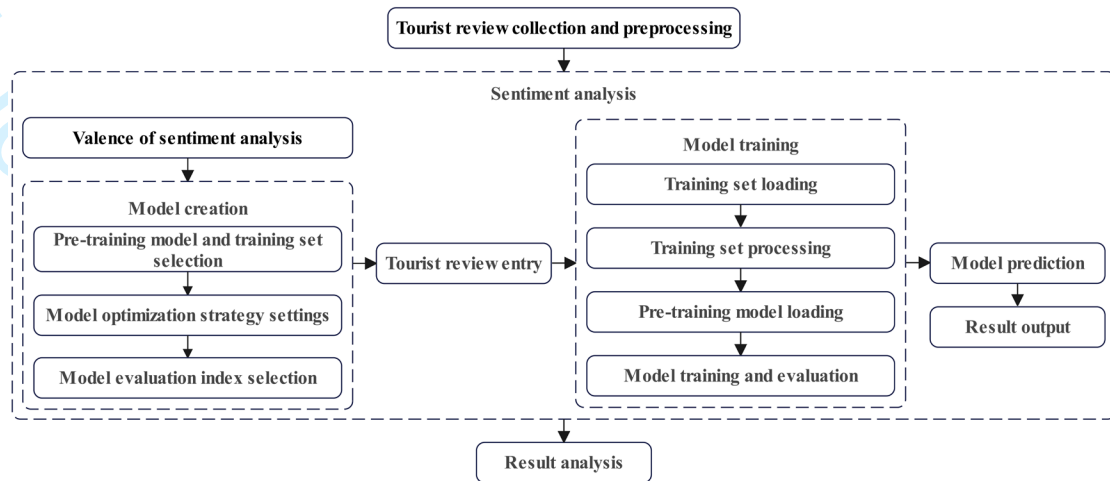 Tourist review collection and preprocessing
Sentiment analysis
Valence of sentiment analysis
Model creation
Pre-training model and training set
selection
Model optimization strategy settings
Model evaluation index selection
Tourist review entry
Model training
Training set loading
Training set processing
Pre-training model loading
Model training and evaluation
Model prediction
Result output
Result analysis